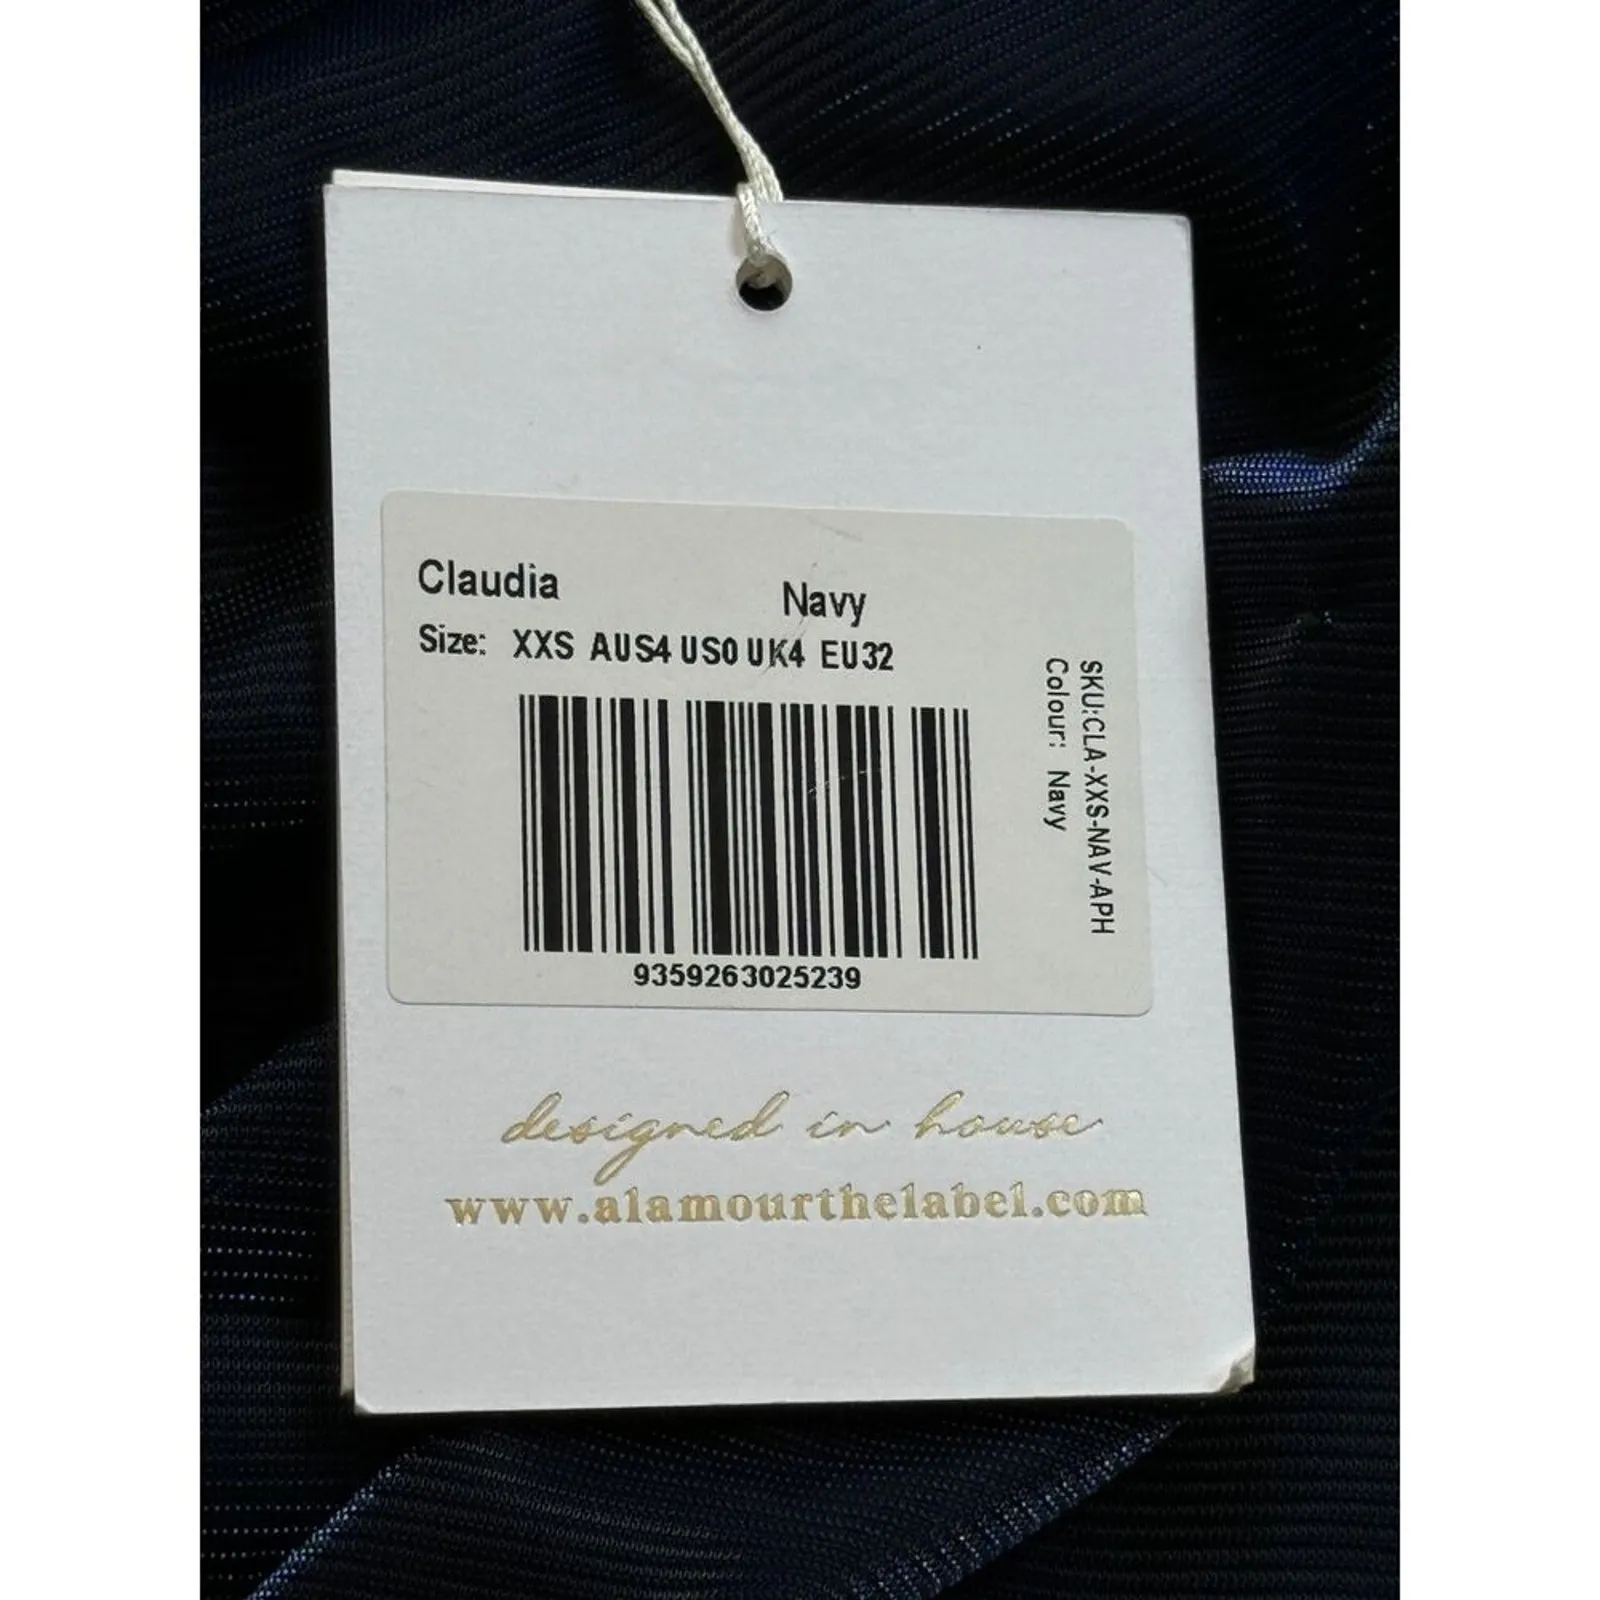 Claudia Navy
Size: XXS AUS4 US0 UK4 EU32
SKU:CLA-XXS-NAV-APH
Colour: Navy
9359263025239
designed in house
www.alamourthelabel.com